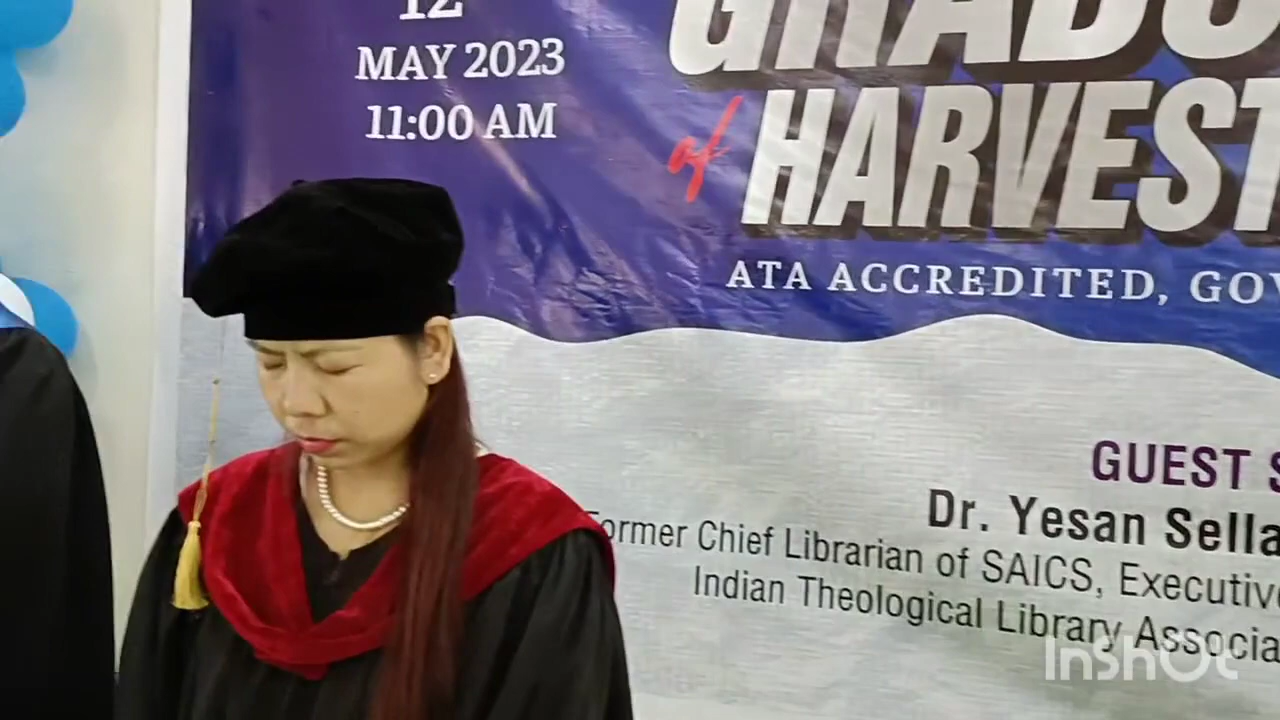 12
MAY 2023
11:00 AM
of HARVEST
ATA ACCREDITED,
GUEST
Dr. Yesan
Former Chief Librarian of SAICS,
Indian Theological Library
InShOt